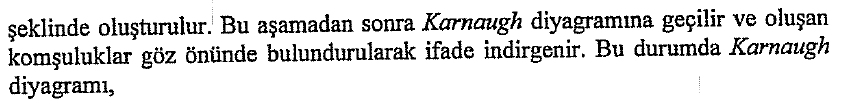 şeklinde oluşturulur. Bu aşamadan sonra Karnaugh diyagramına geçilir ve oluşan
komşuluklar göz önünde bulundurularak ifade indirgenir. Bu durumda Karnaugh
diyagramı,